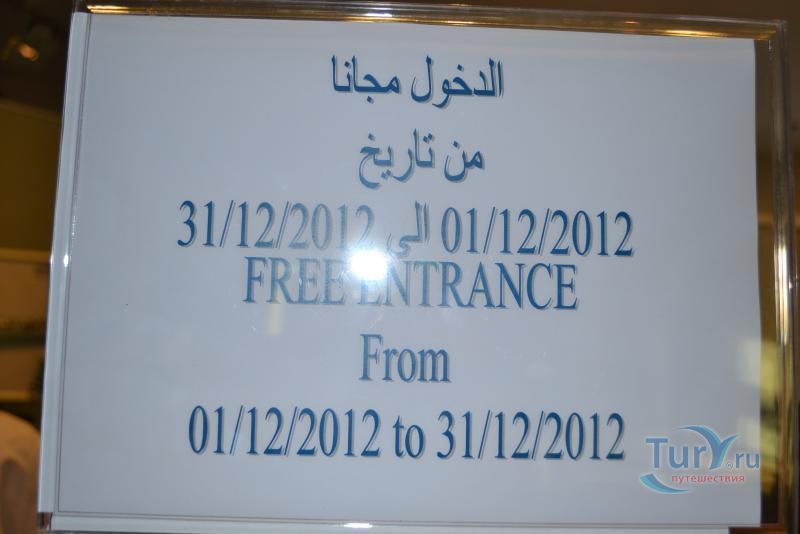 الدخول مجانا
من تاريخ
01/12/2012 الى 31/12/2012
FREE ENTRANCE
From
01/12/2012 to 31/12/2012
Tury.ru
путешествия